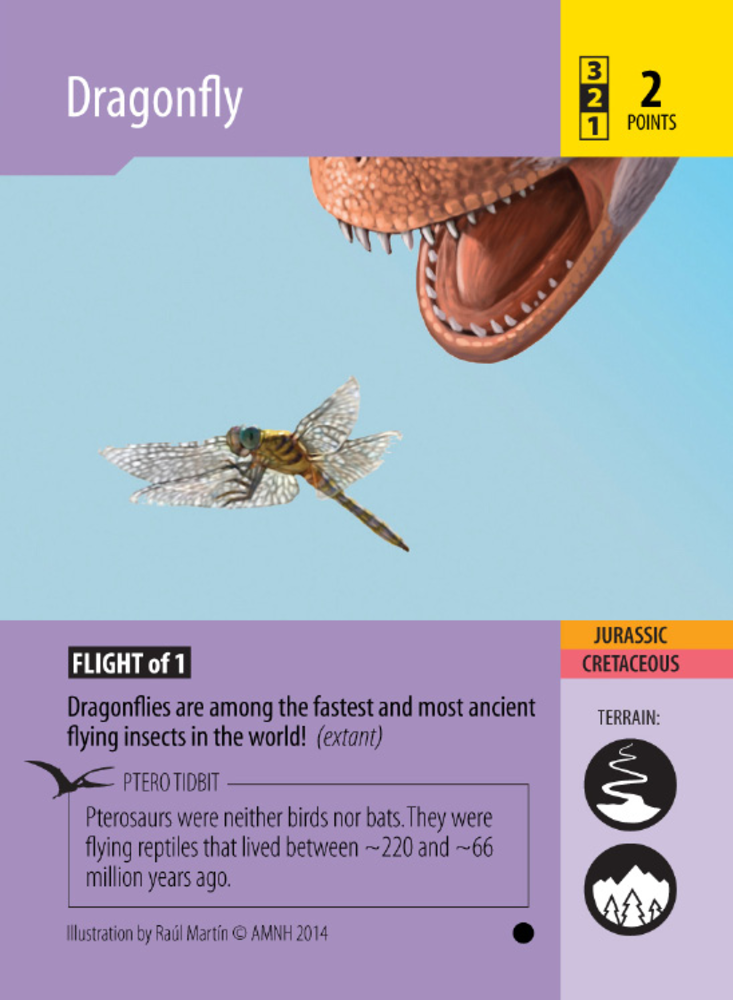 Dragonfly
3
2
1
2
POINTS
JURASSIC
CRETACEOUS
FLIGHT of 1
Dragonflies are among the fastest and most ancient
flying insects in the world! (extant)
TERRAIN:
PTERO TIDBIT
Pterosaurs were neither birds nor bats. They were
flying reptiles that lived between ~220 and ~66
million years ago.
Illustration by Raúl Martín © AMNH 2014